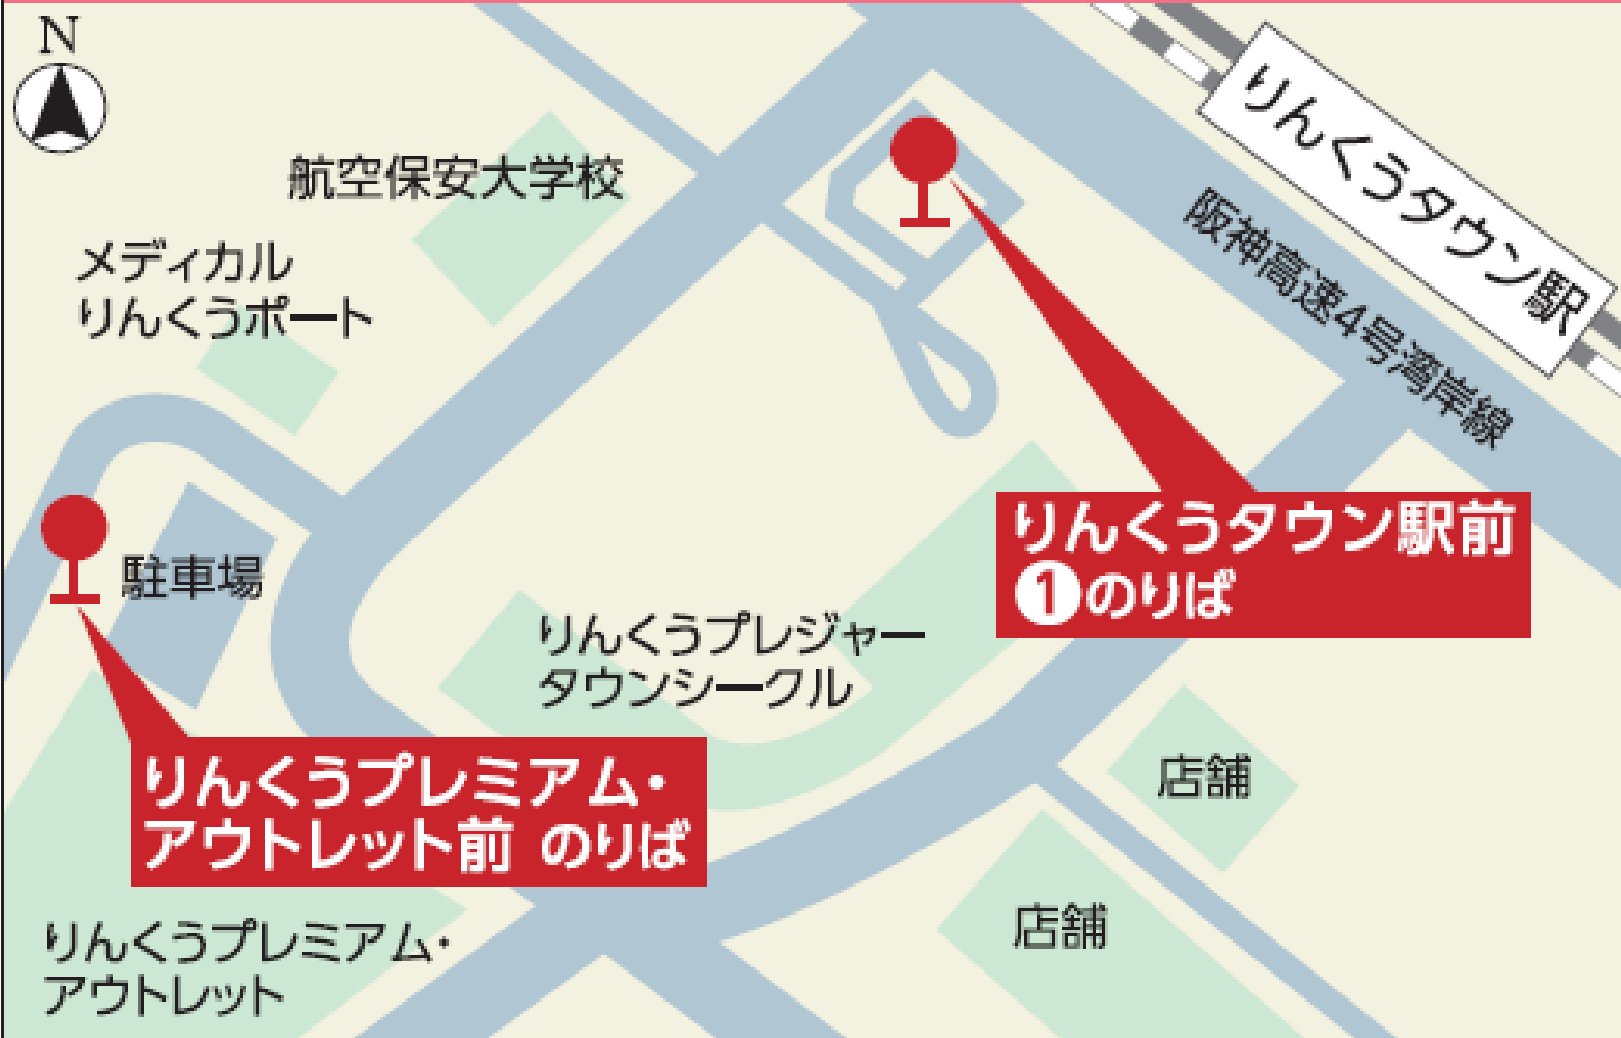 N
りんくうタウン駅
航空保安大学校
阪神高速4号湾岸線
メディカル
りんくうポート
りんくうタウン駅前
①のりば
駐車場
りんくうプレジャー
タウンシークル
りんくうプレミアム・
アウトレット前 のりば
店舗
店舗
りんくうプレミアム・
アウトレット